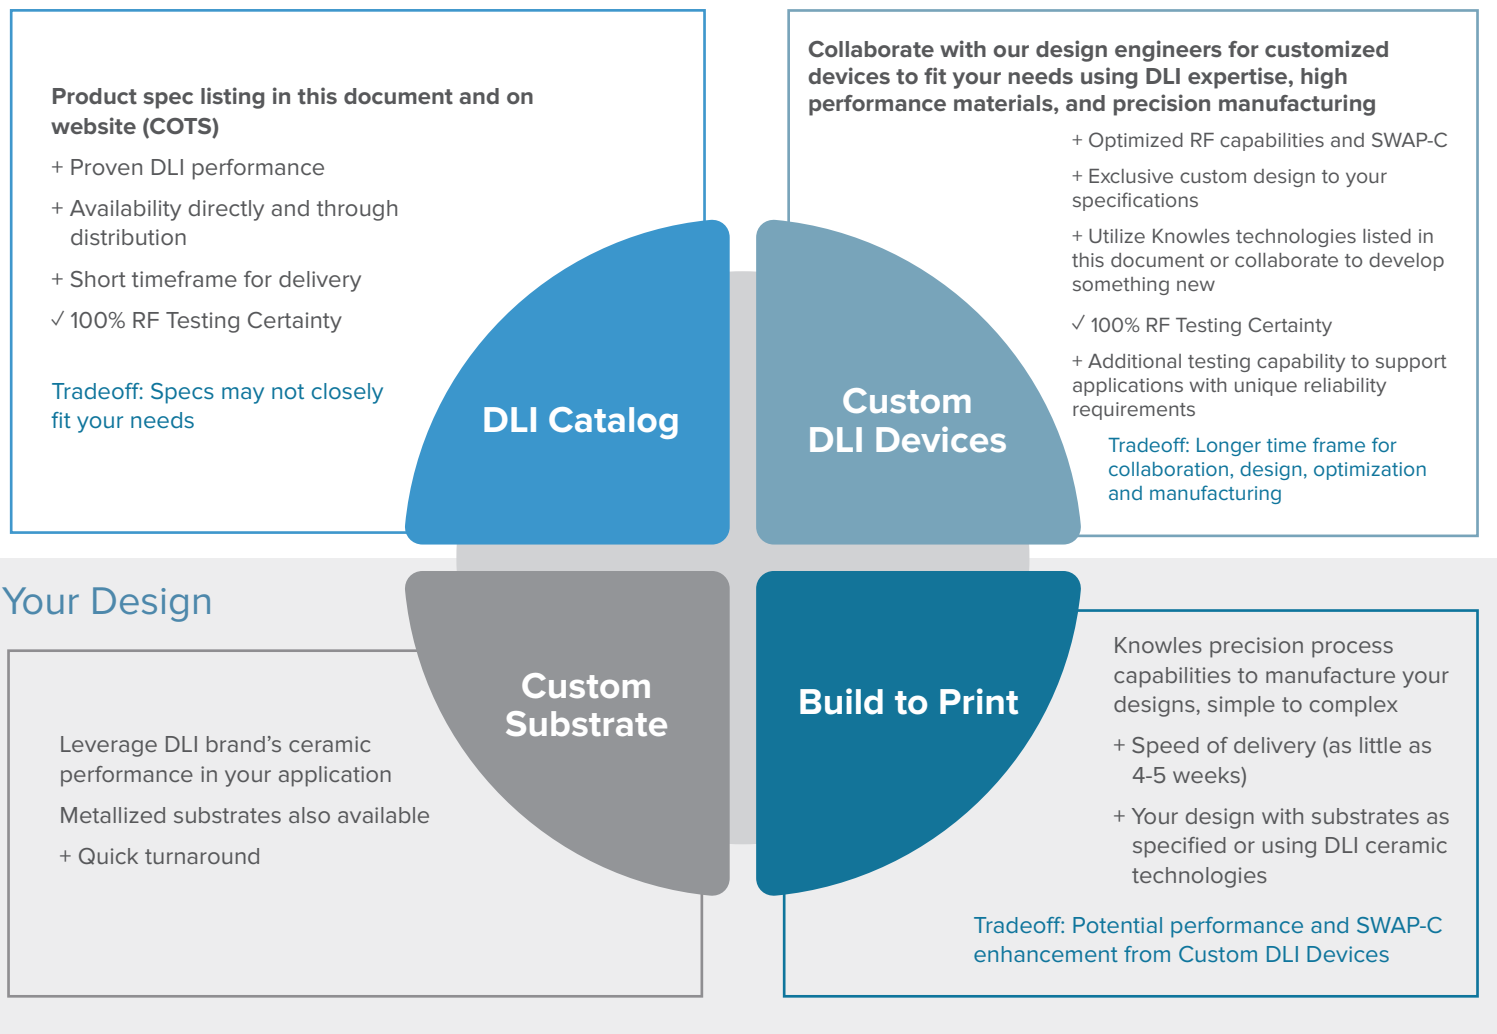 Product spec listing in this document and on
website (COTS)
+ Proven DLI performance
+ Availability directly and through
distribution
+ Short timeframe for delivery
✓ 100% RF Testing Certainty
Tradeoff: Specs may not closely
fit your needs
DLI Catalog
Collaborate with our design engineers for customized
devices to fit your needs using DLI expertise, high
performance materials, and precision manufacturing
+ Optimized RF capabilities and SWAP-C
+ Exclusive custom design to your
specifications
+ Utilize Knowles technologies listed in
this document or collaborate to develop
something new
✓ 100% RF Testing Certainty
+ Additional testing capability to support
applications with unique reliability
requirements
Tradeoff: Longer time frame for
collaboration, design, optimization
and manufacturing
Custom
DLI Devices
Your Design
Leverage DLI brand’s ceramic
performance in your application
Metallized substrates also available
+ Quick turnaround
Custom
Substrate
Build to Print
Knowles precision process
capabilities to manufacture your
designs, simple to complex
+ Speed of delivery (as little as
4-5 weeks)
+ Your design with substrates as
specified or using DLI ceramic
technologies
Tradeoff: Potential performance and SWAP-C
enhancement from Custom DLI Devices